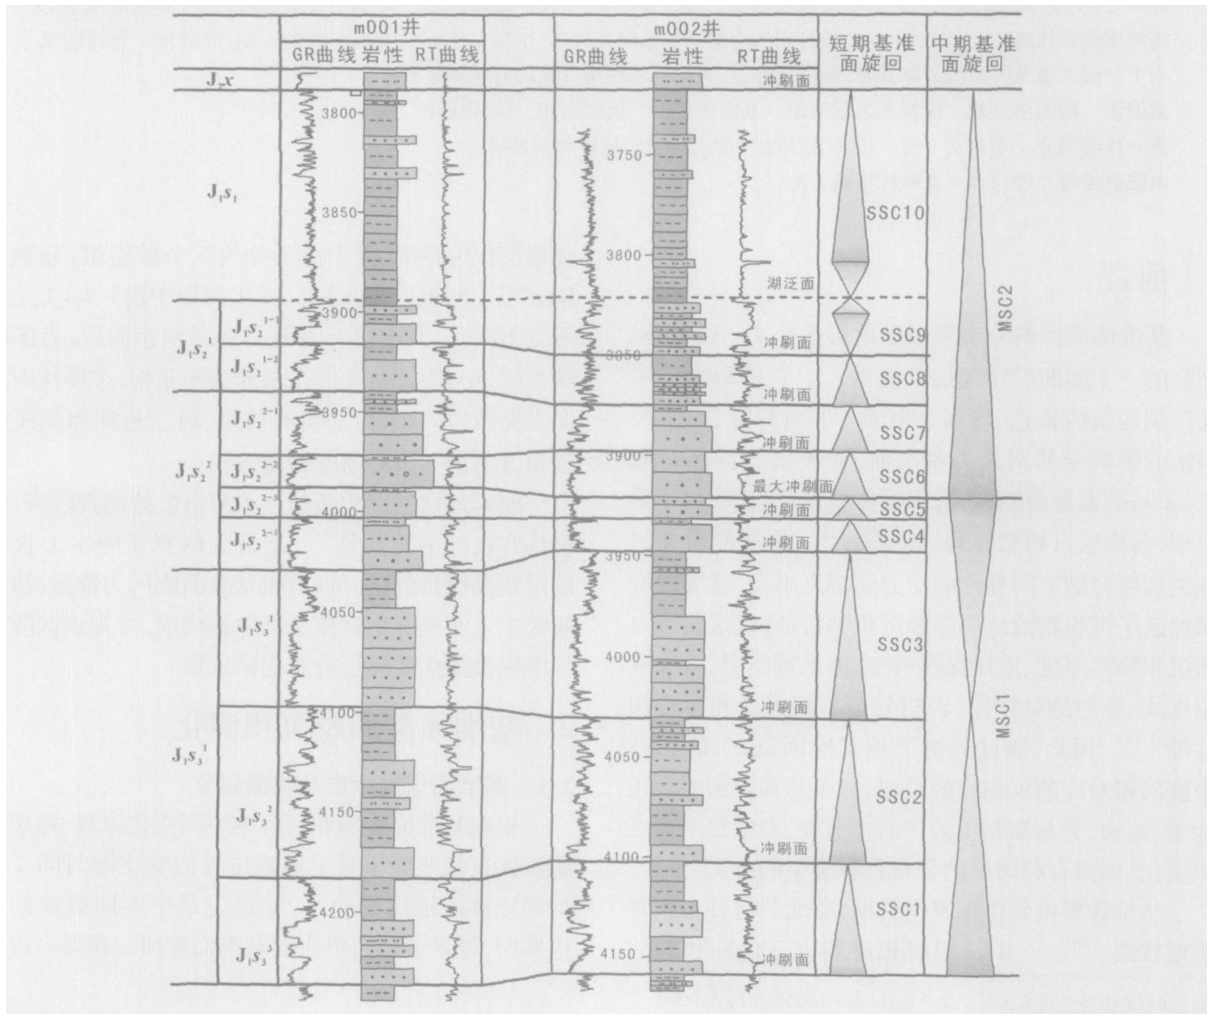 m001井 m002井 短期基准面旋回 中期基准面旋回
GR曲线 岩性 RT曲线 GR曲线 岩性 RT曲线
J₂x 冲刷面
3800
3750
J₁s₁
3850
SSC10
3800
湖泛面
MSC2
3900
J₁s₂¹⁻¹
冲刷面 SSC9
J₁s₂¹
3850
J₁s₂¹⁻²
SSC8
冲刷面
3950
J₁s₂²⁻¹
SSC7
冲刷面
3900
J₁s₂² J₁s₂²⁻²
SSC6
最大冲刷面
J₁s₂²⁻³
4000
冲刷面 SSC5
J₁s₂²⁻⁴
冲刷面 SSC4
3950
4050
J₁s₃¹
SSC3
4000
4100
冲刷面
MSC1
J₁s₃¹
4050
SSC2
4150
J₁s₃²
冲刷面
4100
4200
SSC1
J₁s₃³
4150 冲刷面
前